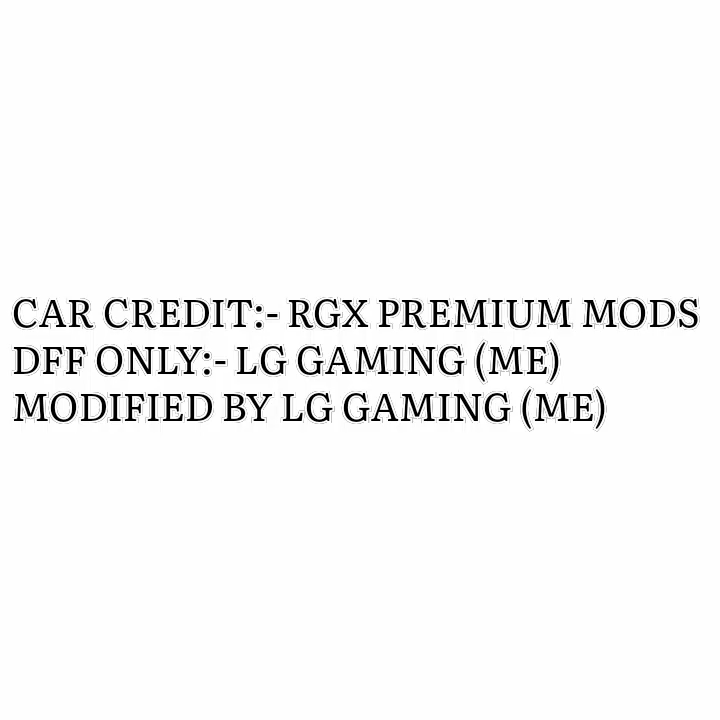 CAR CREDIT:- RGX PREMIUM MODS
DFF ONLY:- LG GAMING (ME)
MODIFIED BY LG GAMING (ME)